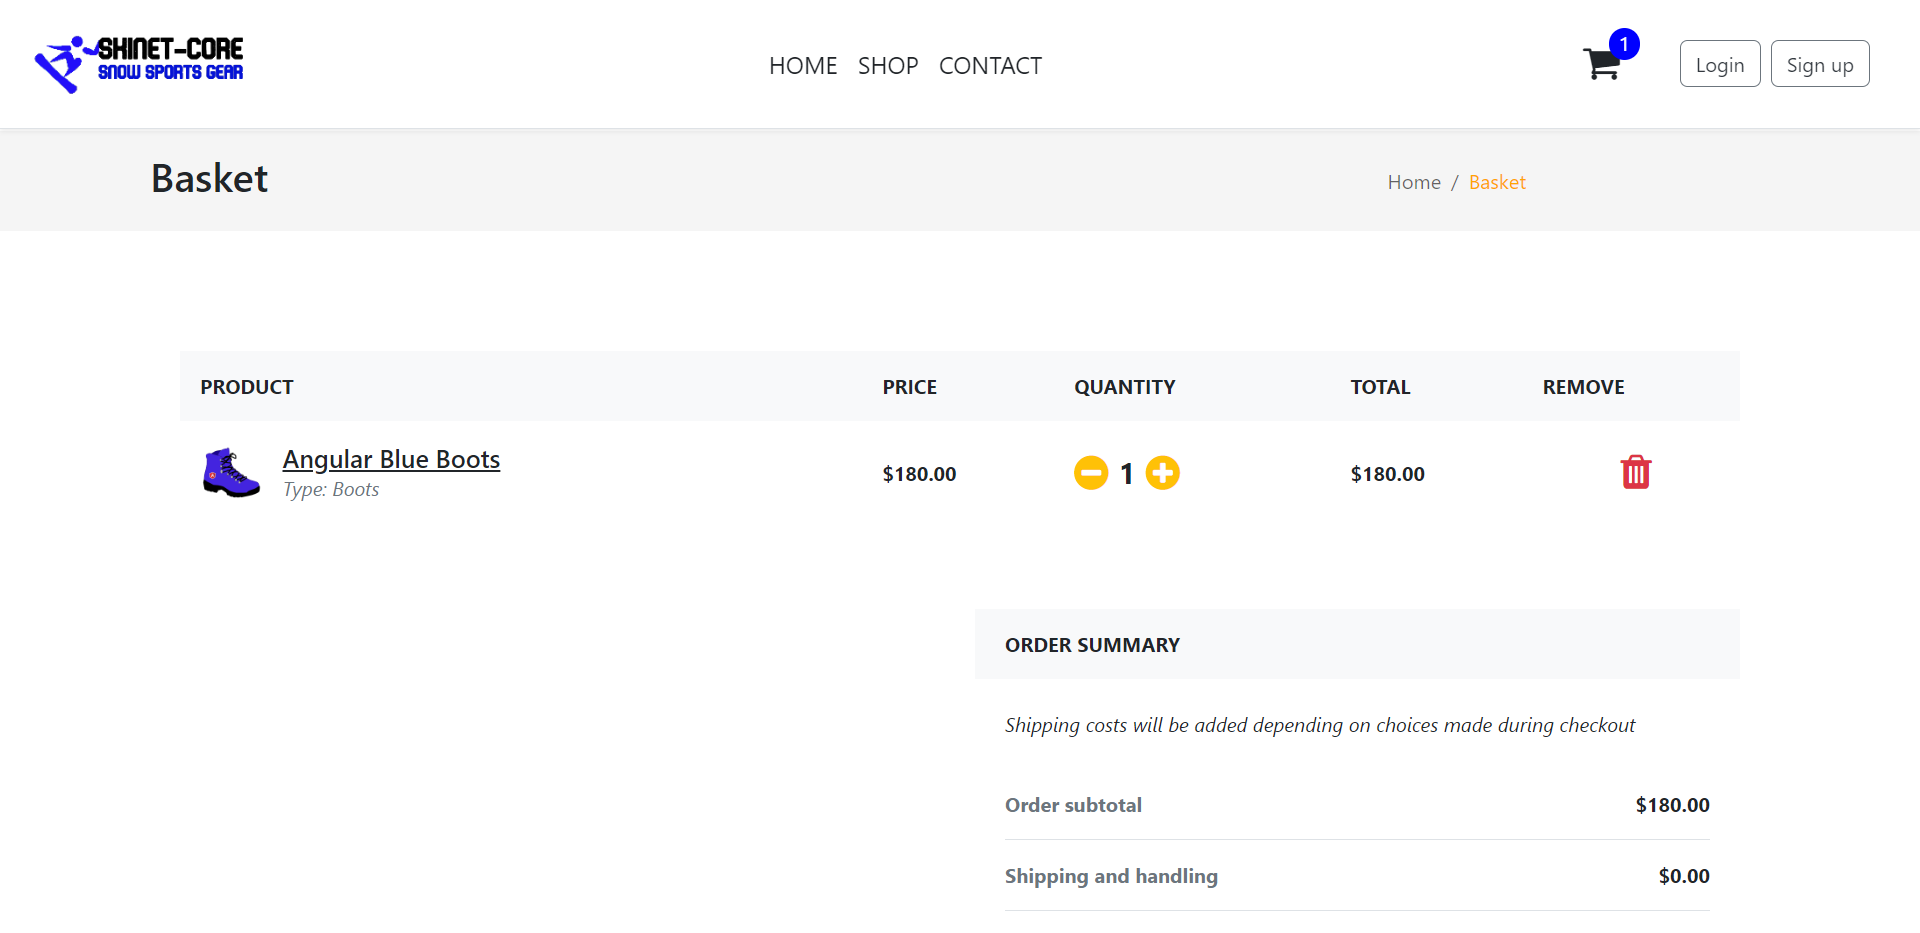 SKINET-CORE
SNOW SPORTS GEAR
HOME SHOP CONTACT
1
Login
Sign up
Basket
Home / Basket
PRODUCT PRICE QUANTITY TOTAL REMOVE
Angular Blue Boots
Type: Boots
$180.00 1 $180.00
ORDER SUMMARY
Shipping costs will be added depending on choices made during checkout
Order subtotal $180.00
Shipping and handling $0.00